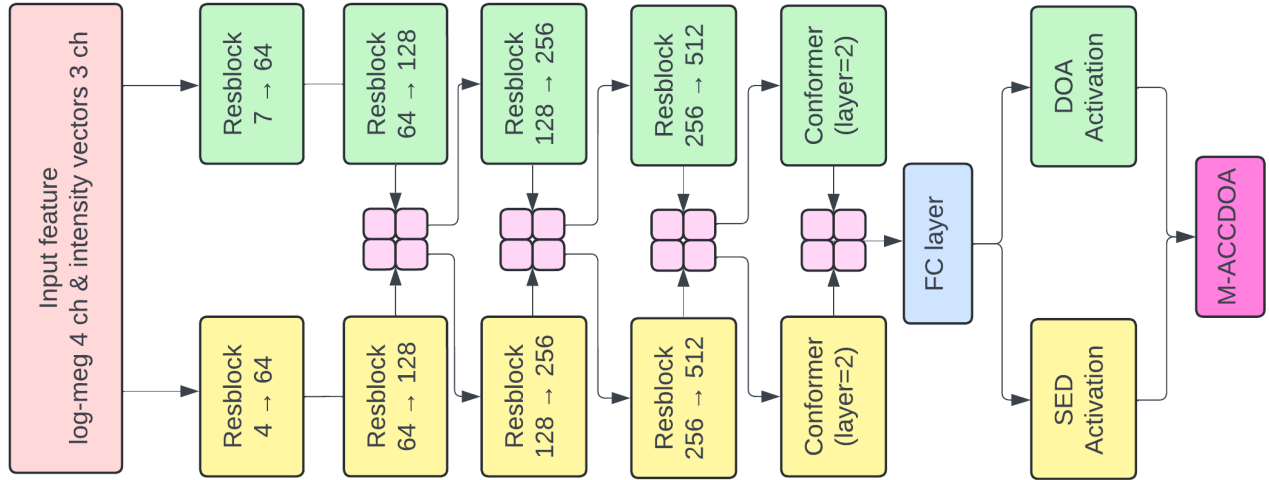 Input feature
log-meg 4 ch & intensity vectors 3 ch
Resblock
7 → 64
Resblock
64 → 128
Resblock
128 → 256
Resblock
256 → 512
Conformer
(layer=2)
Resblock
4 → 64
Resblock
64 → 128
Resblock
128 → 256
Resblock
256 → 512
Conformer
(layer=2)
FC layer
DOA
Activation
SED
Activation
M-ACCDOA